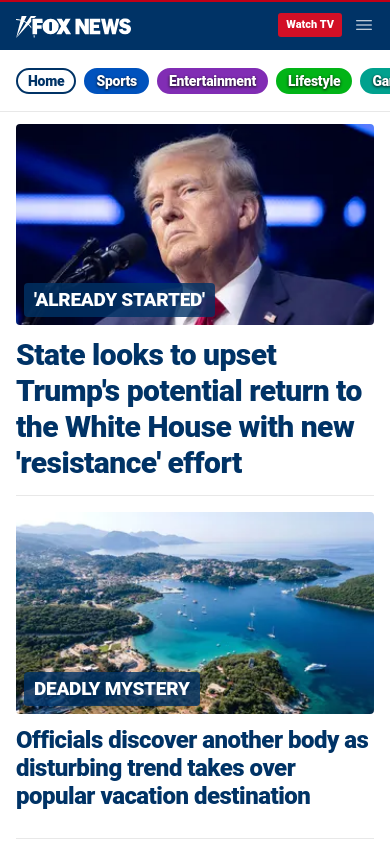 FOX NEWS
Watch TV
Home Sports Entertainment Lifestyle
'ALREADY STARTED'
State looks to upset
Trump's potential return to
the White House with new
'resistance' effort
DEADLY MYSTERY
Officials discover another body as
disturbing trend takes over
popular vacation destination